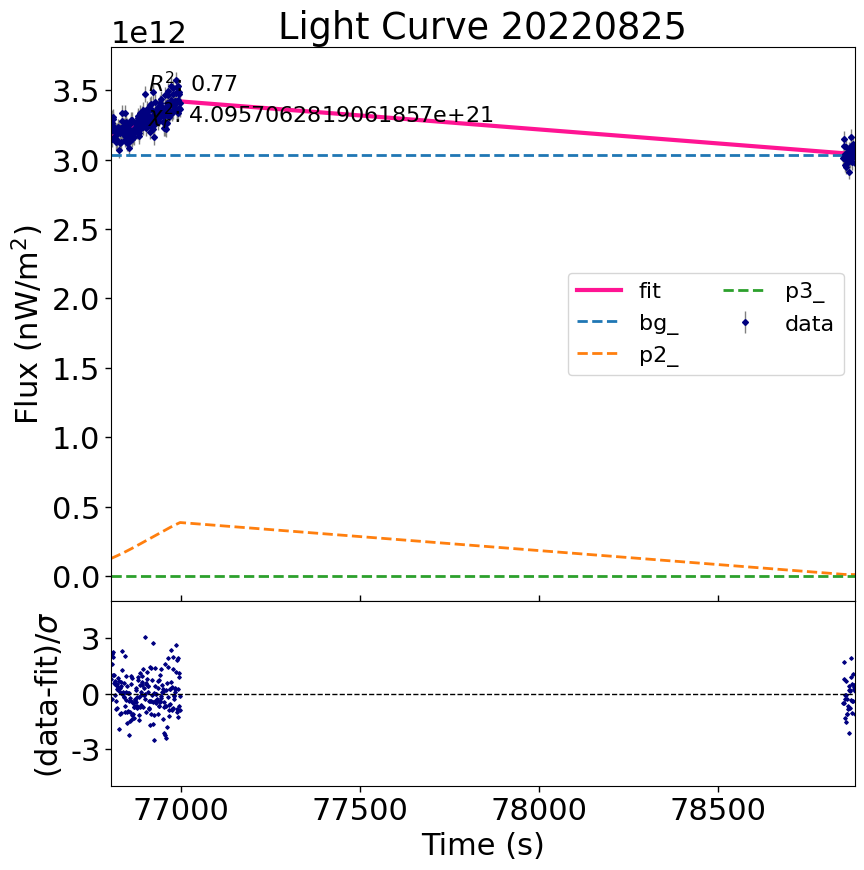 Light Curve 20220825
1e12
R²: 0.77
χ²: 4.0957062819061857e+21
3.5
3.0
2.5
2.0
1.5
1.0
0.5
0.0
Flux (nW/m²)
fit
bg_
p2_
p3_
data
3
0
-3
(data-fit)/σ
77000 77500 78000 78500
Time (s)